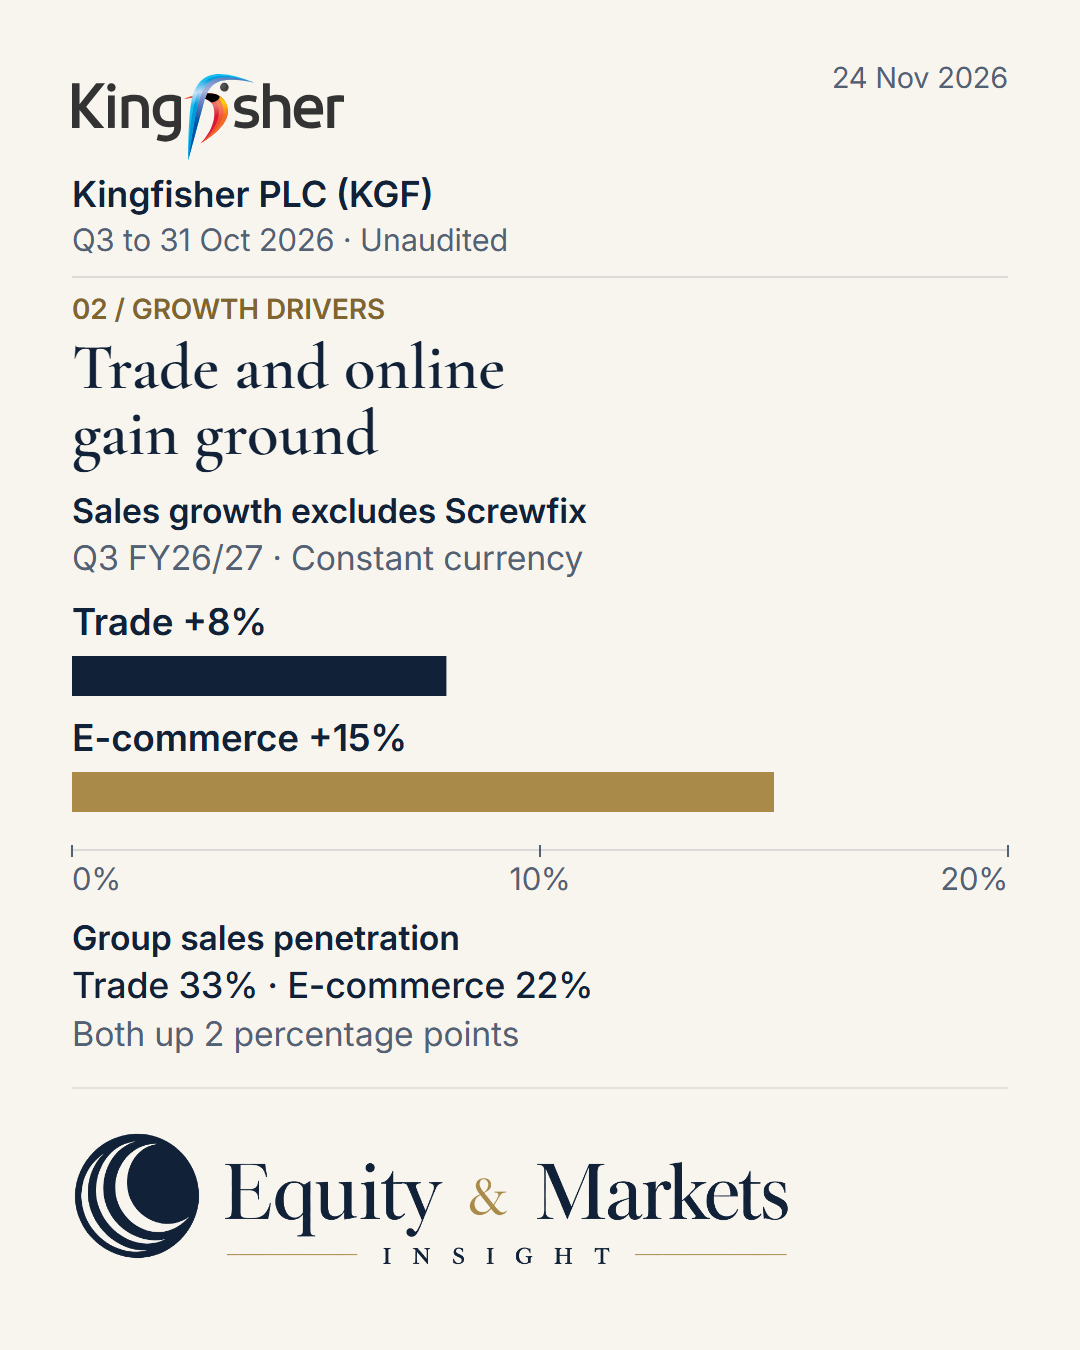 Kingfisher
24 Nov 2026
Kingfisher PLC (KGF)
Q3 to 31 Oct 2026 · Unaudited
02 / GROWTH DRIVERS
Trade and online
gain ground
Sales growth excludes Screwfix
Q3 FY26/27 · Constant currency
Trade +8%
E-commerce +15%
0% 10% 20%
Group sales penetration
Trade 33% · E-commerce 22%
Both up 2 percentage points
Equity & Markets
INSIGHT